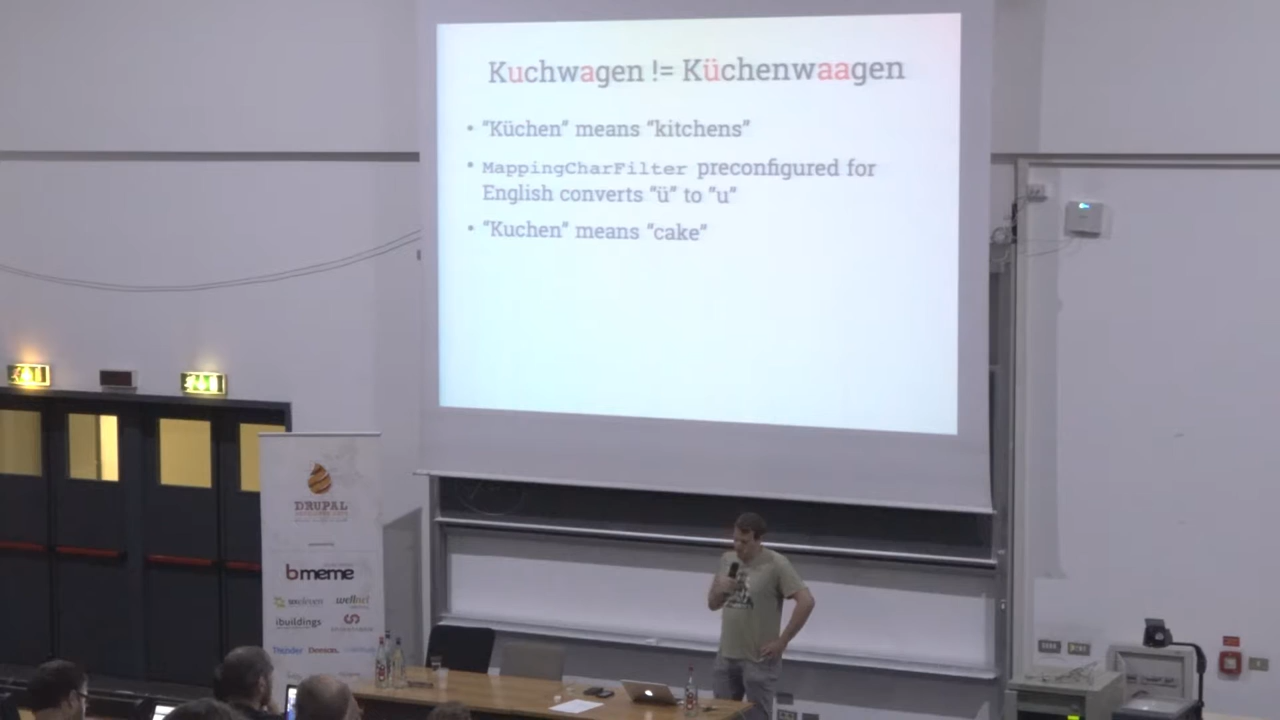 Kuchwagen != Küchenwaagen
• “Küchen” means “kitchens”
• MappingCharFilter preconfigured for
English converts “ü” to “u”
• “Kuchen” means “cake”
DRUPAL
bmeme
wellnet
ibuildings